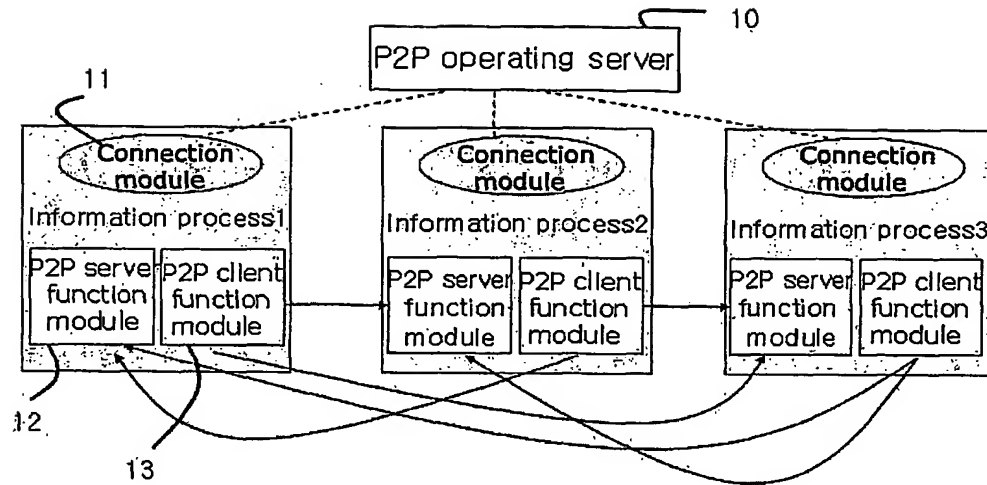 10
P2P operating server
11
Connection
module
Connection
module
Connection
module
Information process1
Information process2
Information process3
P2P server
function
module
P2P client
function
module
P2P server
function
module
P2P client
function
module
P2P server
function
module
P2P client
function
module
12
13